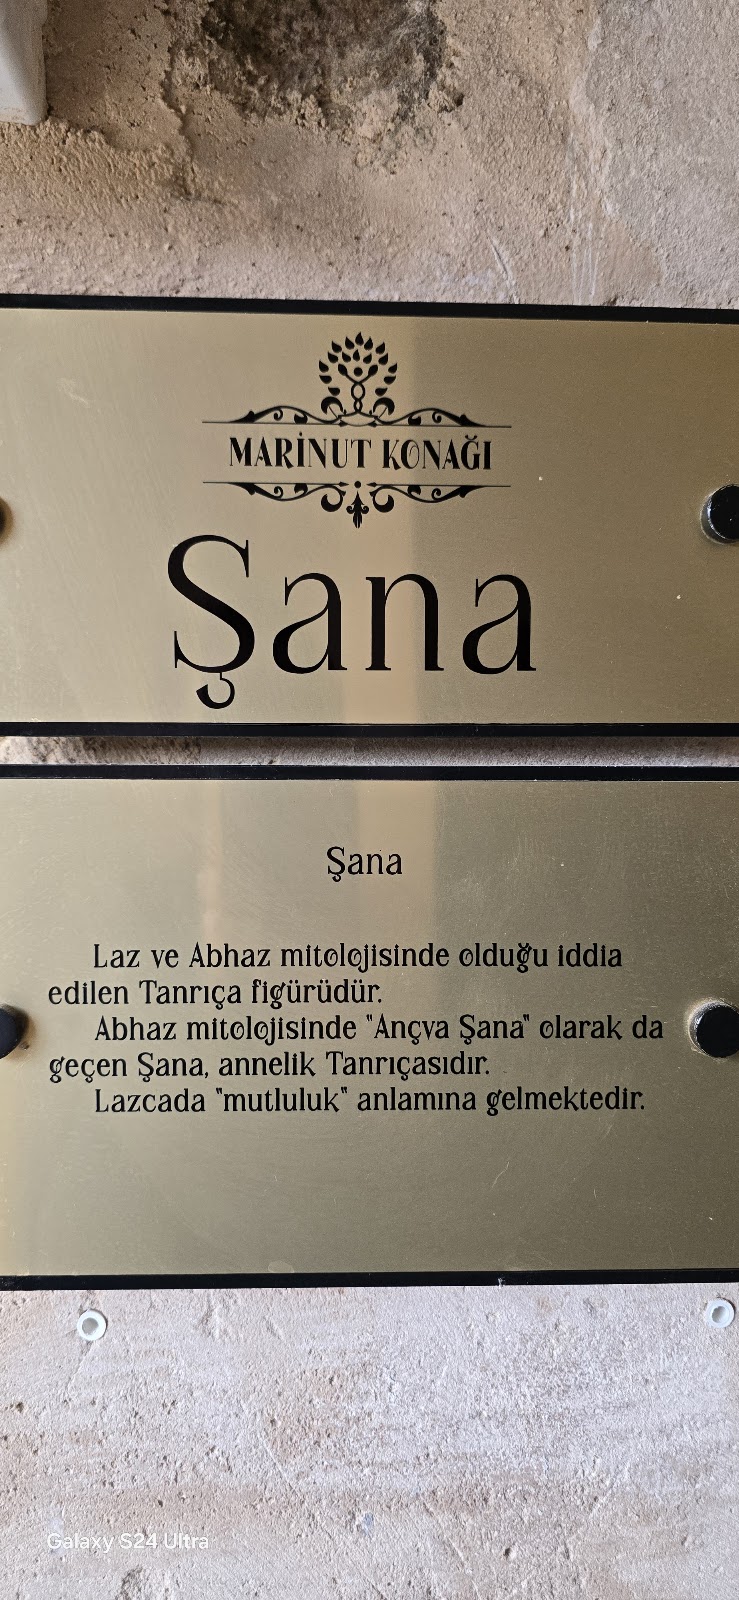 MARİNUT KONAĞI
Şana
Şana
Laz ve Abhaz mitolojisinde olduğu iddia
edilen Tanrıça figürüdür.
Abhaz mitolojisinde "Ançva Şana" olarak da
geçen Şana, annelik Tanrıçasıdır.
Lazcada "mutluluk" anlamına gelmektedir.
Galaxy S24 Ultra